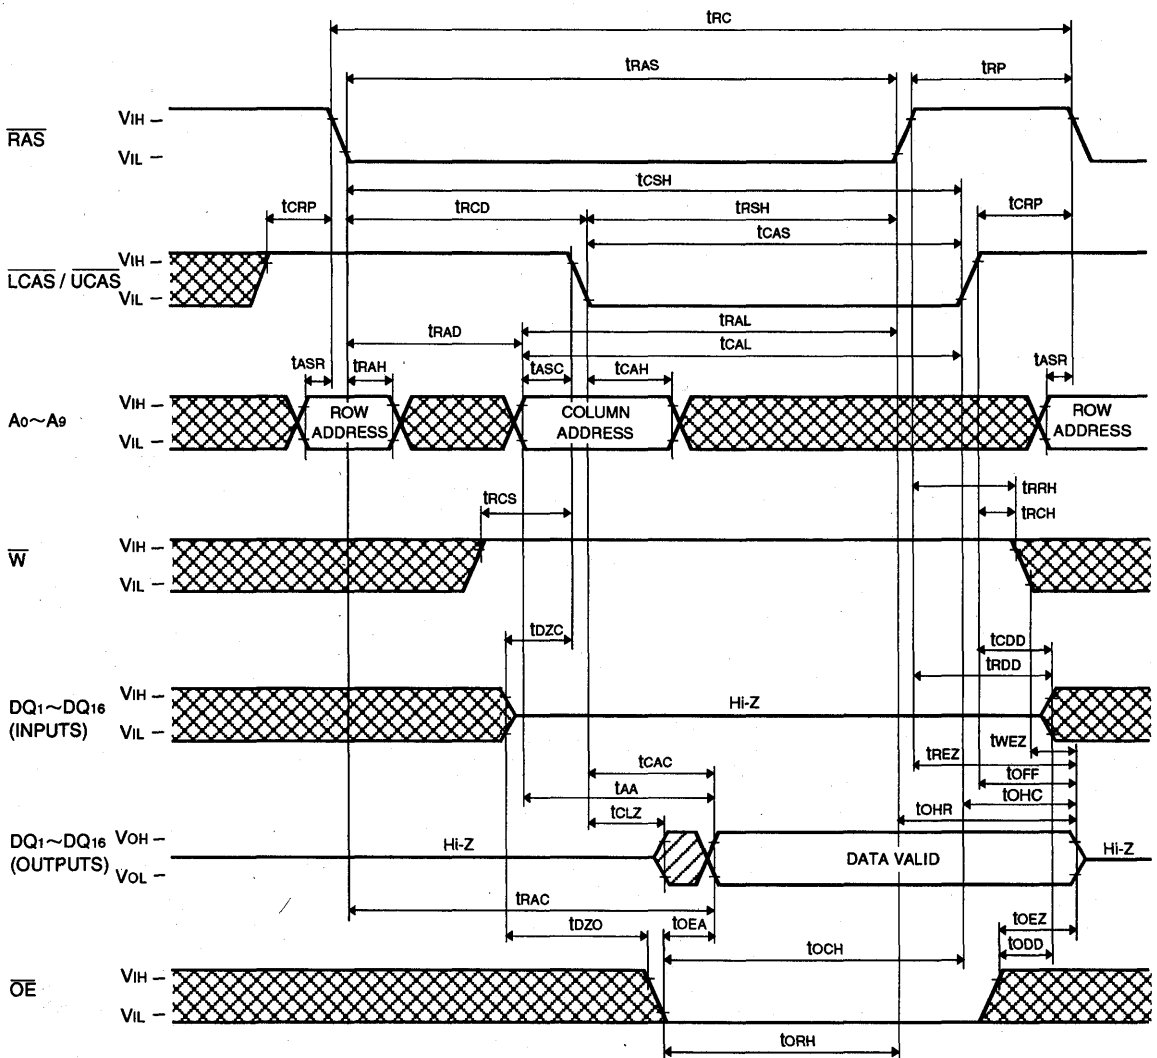 tRC
tRAS
tRP
RAS
VIH
VIL
tCSH
tCRP
tRCD
tRSH
tCRP
tCAS
LCAS / UCAS
VIH
VIL
tRAL
tRAD
tCAL
tASR
tRAH
tASC
tCAH
tASR
A0~A9
VIH
VIL
ROW
ADDRESS
COLUMN
ADDRESS
ROW
ADDRESS
tRRH
tRCS
tRCH
W
VIH
VIL
tDZC
tCDD
tRDD
DQ1~DQ16
(INPUTS)
VIH
VIL
Hi-Z
tWEZ
tREZ
tCAC
tOFF
tAA
tOHC
tCLZ
tOHR
DQ1~DQ16
(OUTPUTS)
VOH
VOL
Hi-Z
DATA VALID
Hi-Z
tRAC
tDZO
tOEA
tOEZ
tOCH
tODD
OE
VIH
VIL
tORH